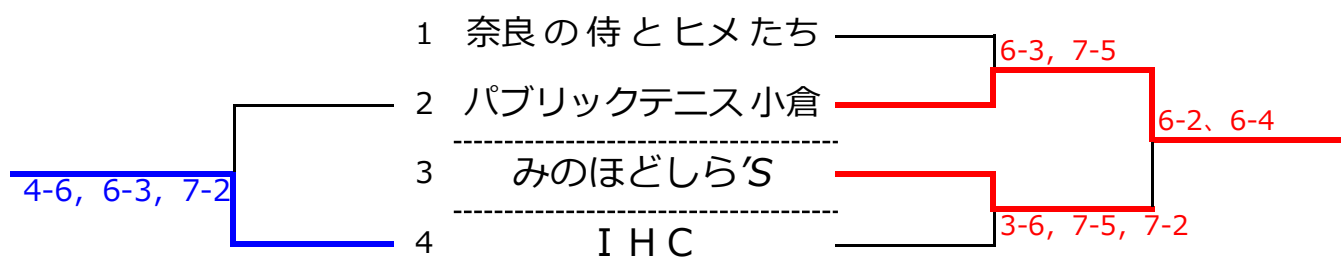 1 奈良の侍とヒメたち
6-3, 7-5
2 パブリックテニス小倉
6-2、6-4
3 みのほどしら'S
4-6, 6-3, 7-2
3-6, 7-5, 7-2
4 ＩＨＣ